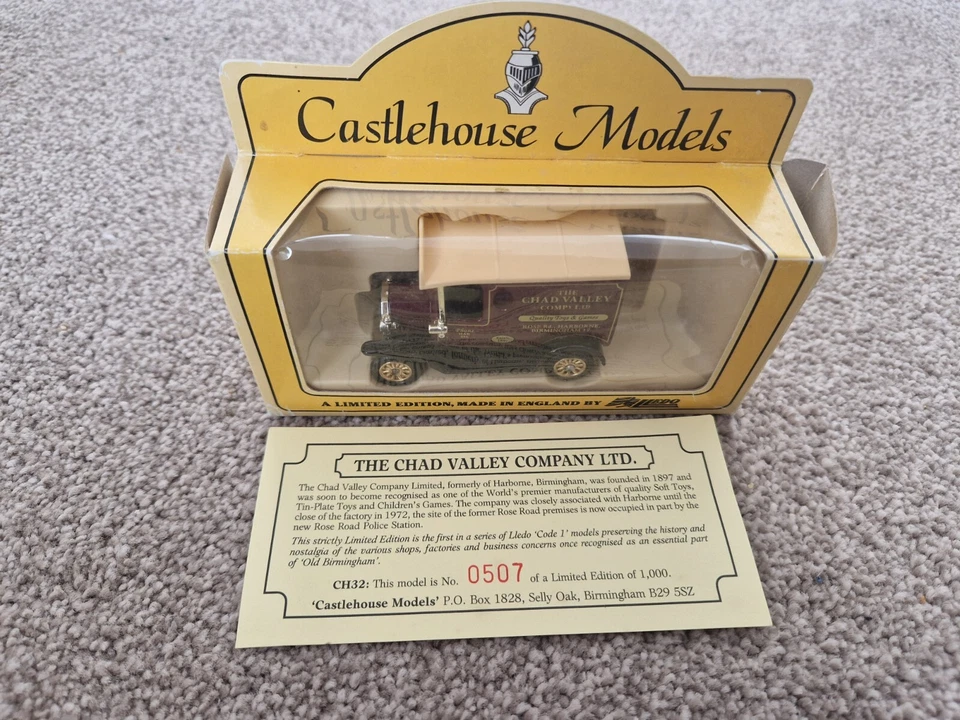 Castlehouse Models
THE
CHAD VALLEY
COMPY LTD
Quality Toys & Games
ROSE RD. HARBORNE
BIRMINGHAM
A LIMITED EDITION, MADE IN ENGLAND BY LLEDO
THE CHAD VALLEY COMPANY LTD.
The Chad Valley Company Limited, formerly of Harborne, Birmingham, was founded in 1897 and
was soon to become recognised as one of the World's premier manufacturers of quality Soft Toys,
Tin-Plate Toys and Children's Games. The company was closely associated with Harborne until the
close of the factory in 1972, the site of the former Rose Road premises is now occupied in part by the
new Rose Road Police Station.
This strictly Limited Edition is the first in a series of Lledo 'Code 1' models preserving the history and
nostalgia of the various shops, factories and business concerns once recognised as an essential part
of 'Old Birmingham'.
CH32: This model is No. 0507 of a Limited Edition of 1,000.
'Castlehouse Models' P.O. Box 1828, Selly Oak, Birmingham B29 5SZ